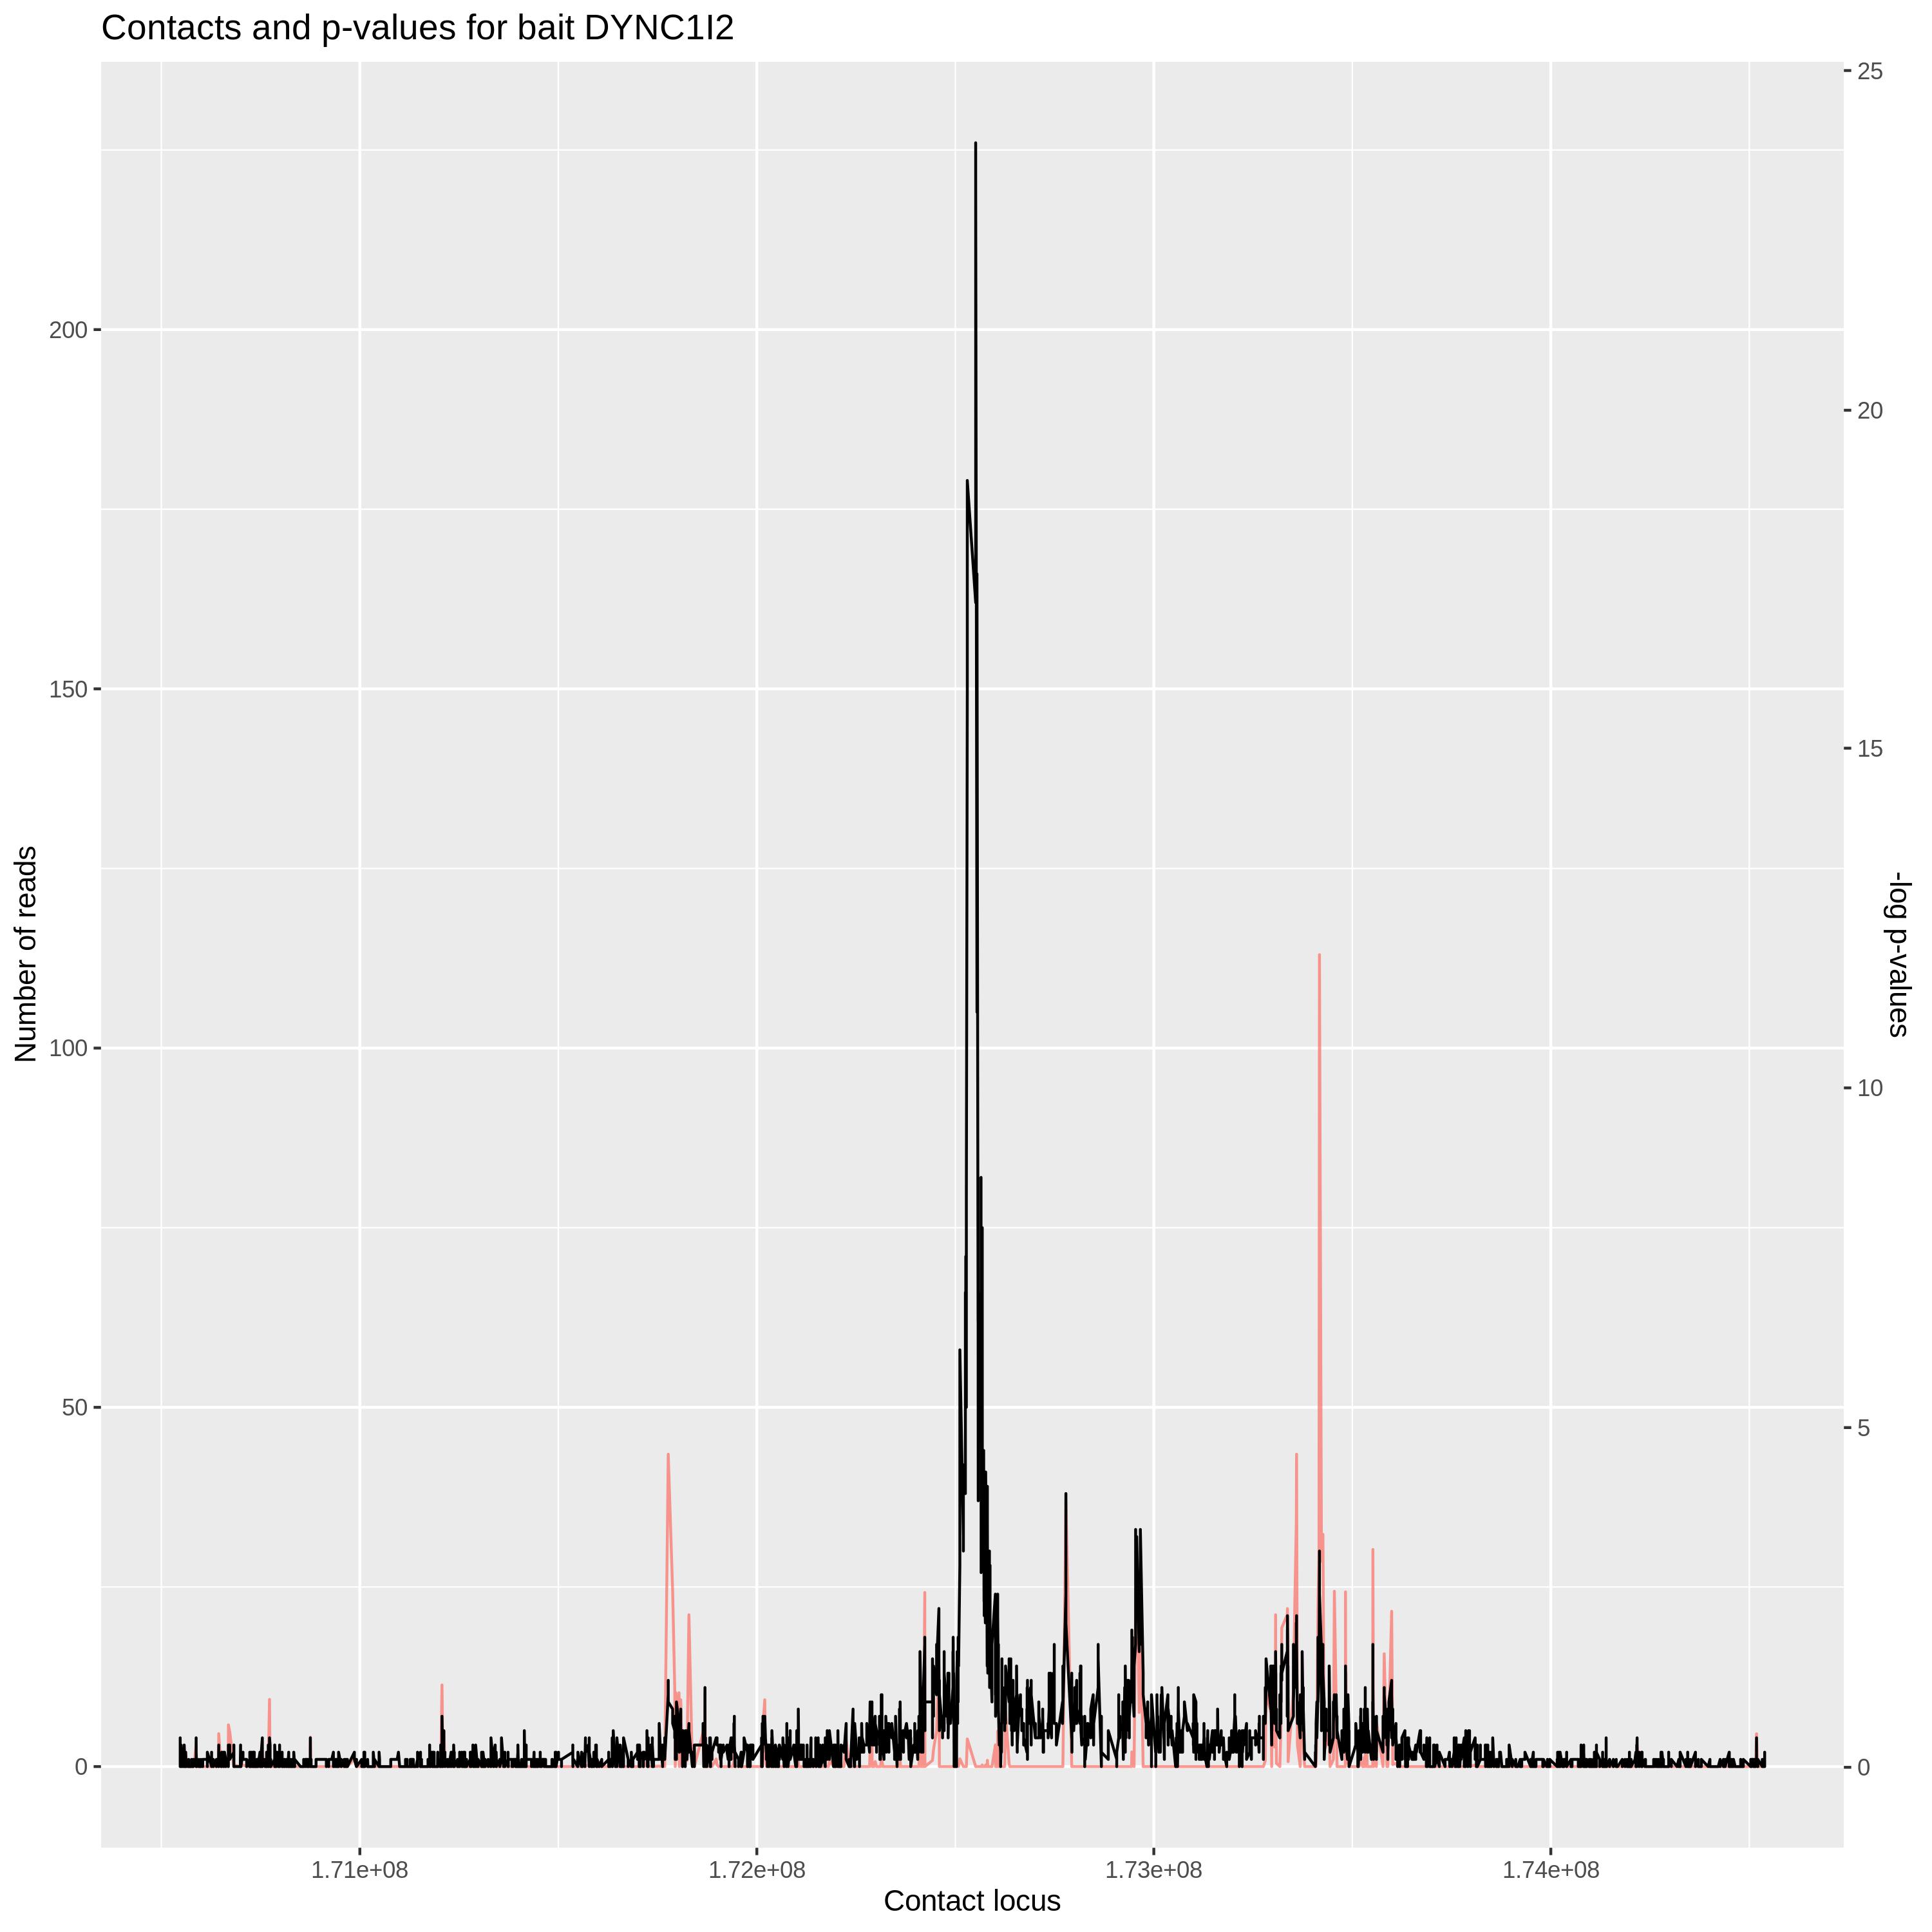 Contacts and p-values for bait DYNC1I2
Number of reads
200
150
100
50
0
25
20
15
10
5
0
-log p-values
1.71e+08
1.72e+08
1.73e+08
1.74e+08
Contact locus